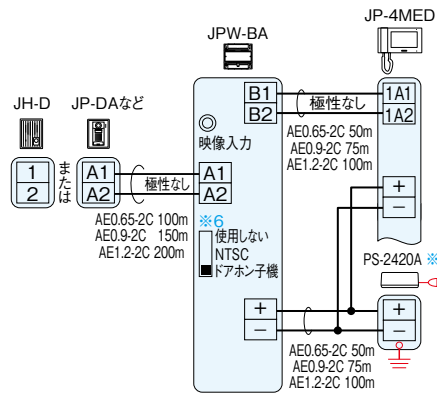 JPW-BA
JP-4MED
JH-D
JP-DAなど
B1
B2
極性なし
1A1
1A2
AE0.65-2C 50m
AE0.9-2C 75m
AE1.2-2C 100m
映像入力
1
2
または
A1
A2
極性なし
A1
A2
AE0.65-2C 100m
AE0.9-2C 150m
AE1.2-2C 200m
※6
使用しない
NTSC
ドアホン子機
+
−
PS-2420A ※
+
−
+
−
AE0.65-2C 50m
AE0.9-2C 75m
AE1.2-2C 100m